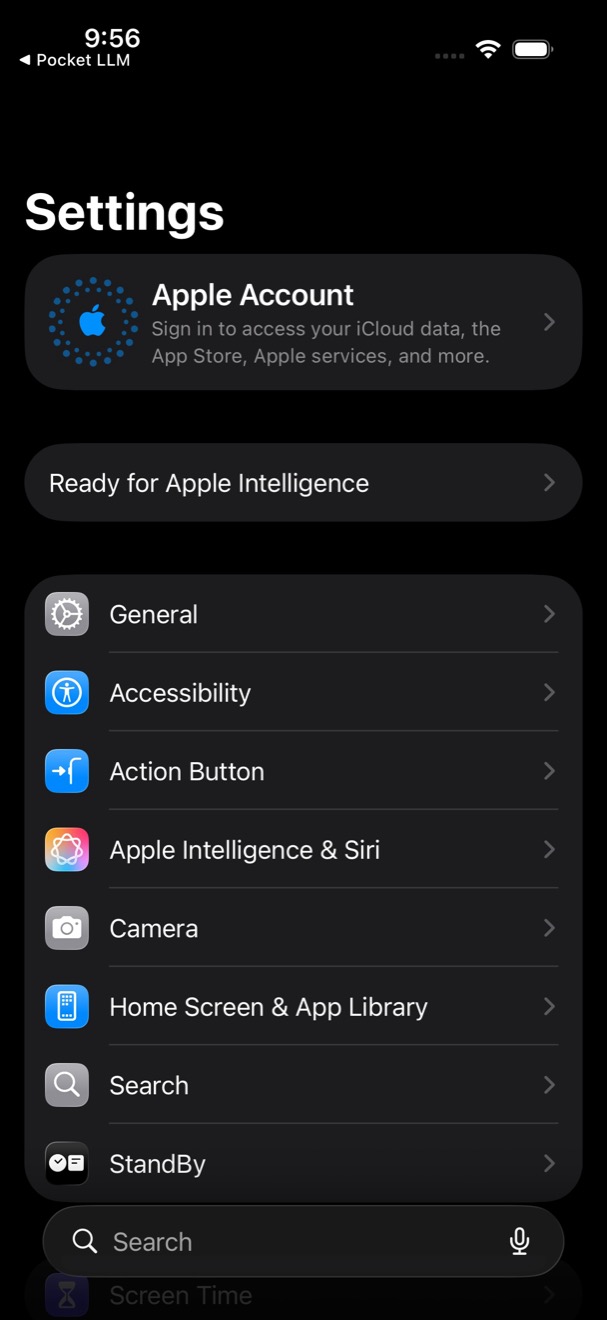 9:56
◀ Pocket LLM
Settings
Apple Account
Sign in to access your iCloud data, the
App Store, Apple services, and more.
Ready for Apple Intelligence
General
Accessibility
Action Button
Apple Intelligence & Siri
Camera
Home Screen & App Library
Search
StandBy
Search
Screen Time